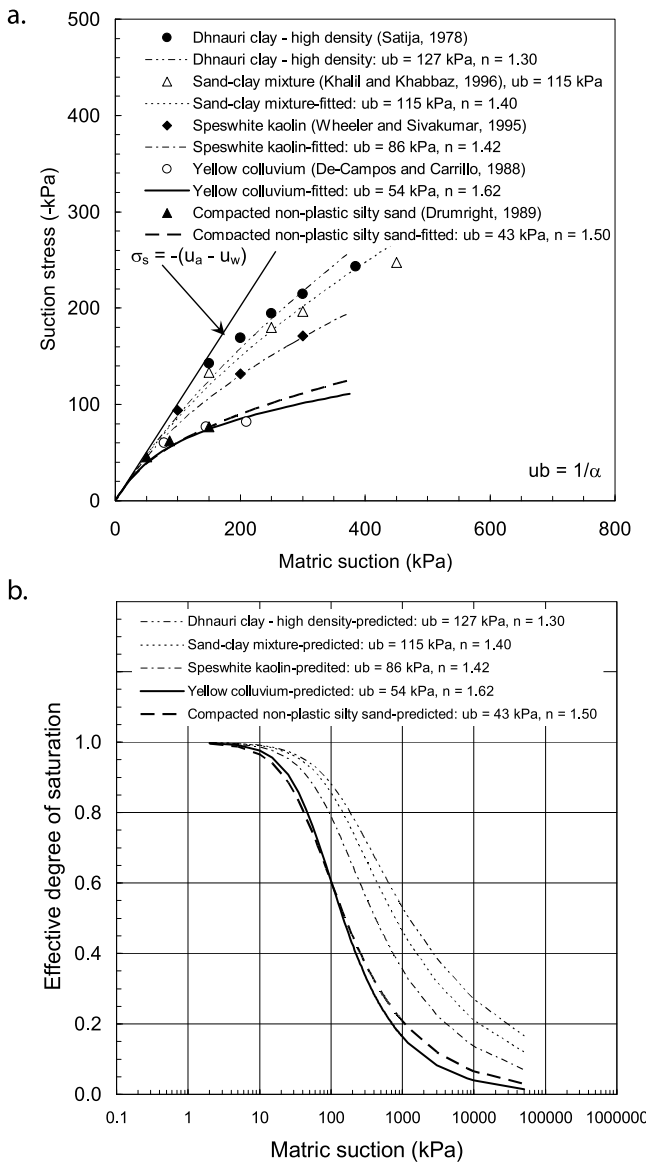 a.
500
400
300
200
100
0
Suction stress (-kPa)
Dhnauri clay - high density (Satija, 1978)
Dhnauri clay - high density: ub = 127 kPa, n = 1.30
Sand-clay mixture (Khalil and Khabbaz, 1996), ub = 115 kPa
Sand-clay mixture-fitted: ub = 115 kPa, n = 1.40
Speswhite kaolin (Wheeler and Sivakumar, 1995)
Speswhite kaolin-fitted: ub = 86 kPa, n = 1.42
Yellow colluvium (De-Campos and Carrillo, 1988)
Yellow colluvium-fitted: ub = 54 kPa, n = 1.62
Compacted non-plastic silty sand (Drumright, 1989)
Compacted non-plastic silty sand-fitted: ub = 43 kPa, n = 1.50
σs = -(ua - uw)
ub = 1/α
0 200 400 600 800
Matric suction (kPa)
b.
Dhnauri clay - high density-predicted: ub = 127 kPa, n = 1.30
Sand-clay mixture-predicted: ub = 115 kPa, n = 1.40
Speswhite kaolin-predited: ub = 86 kPa, n = 1.42
Yellow colluvium-predicted: ub = 54 kPa, n = 1.62
Compacted non-plastic silty sand-predicted: ub = 43 kPa, n = 1.50
1.0
0.8
0.6
0.4
0.2
0.0
Effective degree of saturation
0.1 1 10 100 1000 10000 100000 1000000
Matric suction (kPa)